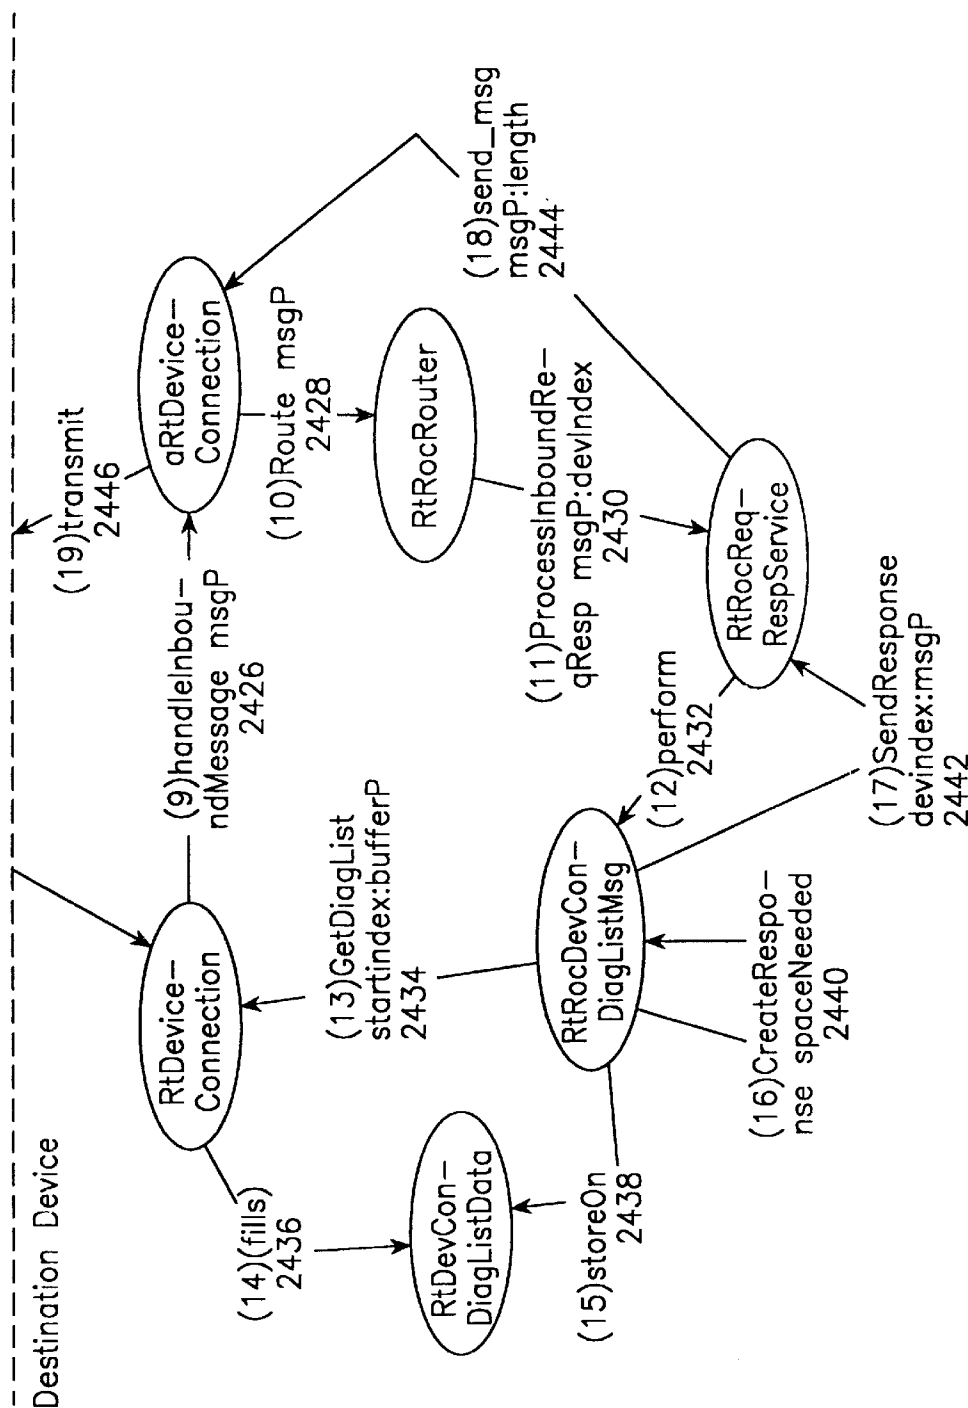 Destination Device
(19)transmit
2446
RtDevice–
Connection
(9)handleInbou–
ndMessage msgP
2426
aRtDevice–
Connection
(14)(fills)
2436
(13)GetDiagList
startindex:bufferP
2434
(10)Route msgP
2428
RtDevCon–
DiagListData
RtRocRouter
(18)send_msg
msgP:length
2444
(15)storeOn
2438
RtRocDevCon–
DiagListMsg
(12)perform
2432
(11)ProcessInboundRe–
qResp msgP:devIndex
2430
RtRocReq–
RespService
(16)CreateRespo–
nse spaceNeeded
2440
(17)SendResponse
devindex:msgP
2442